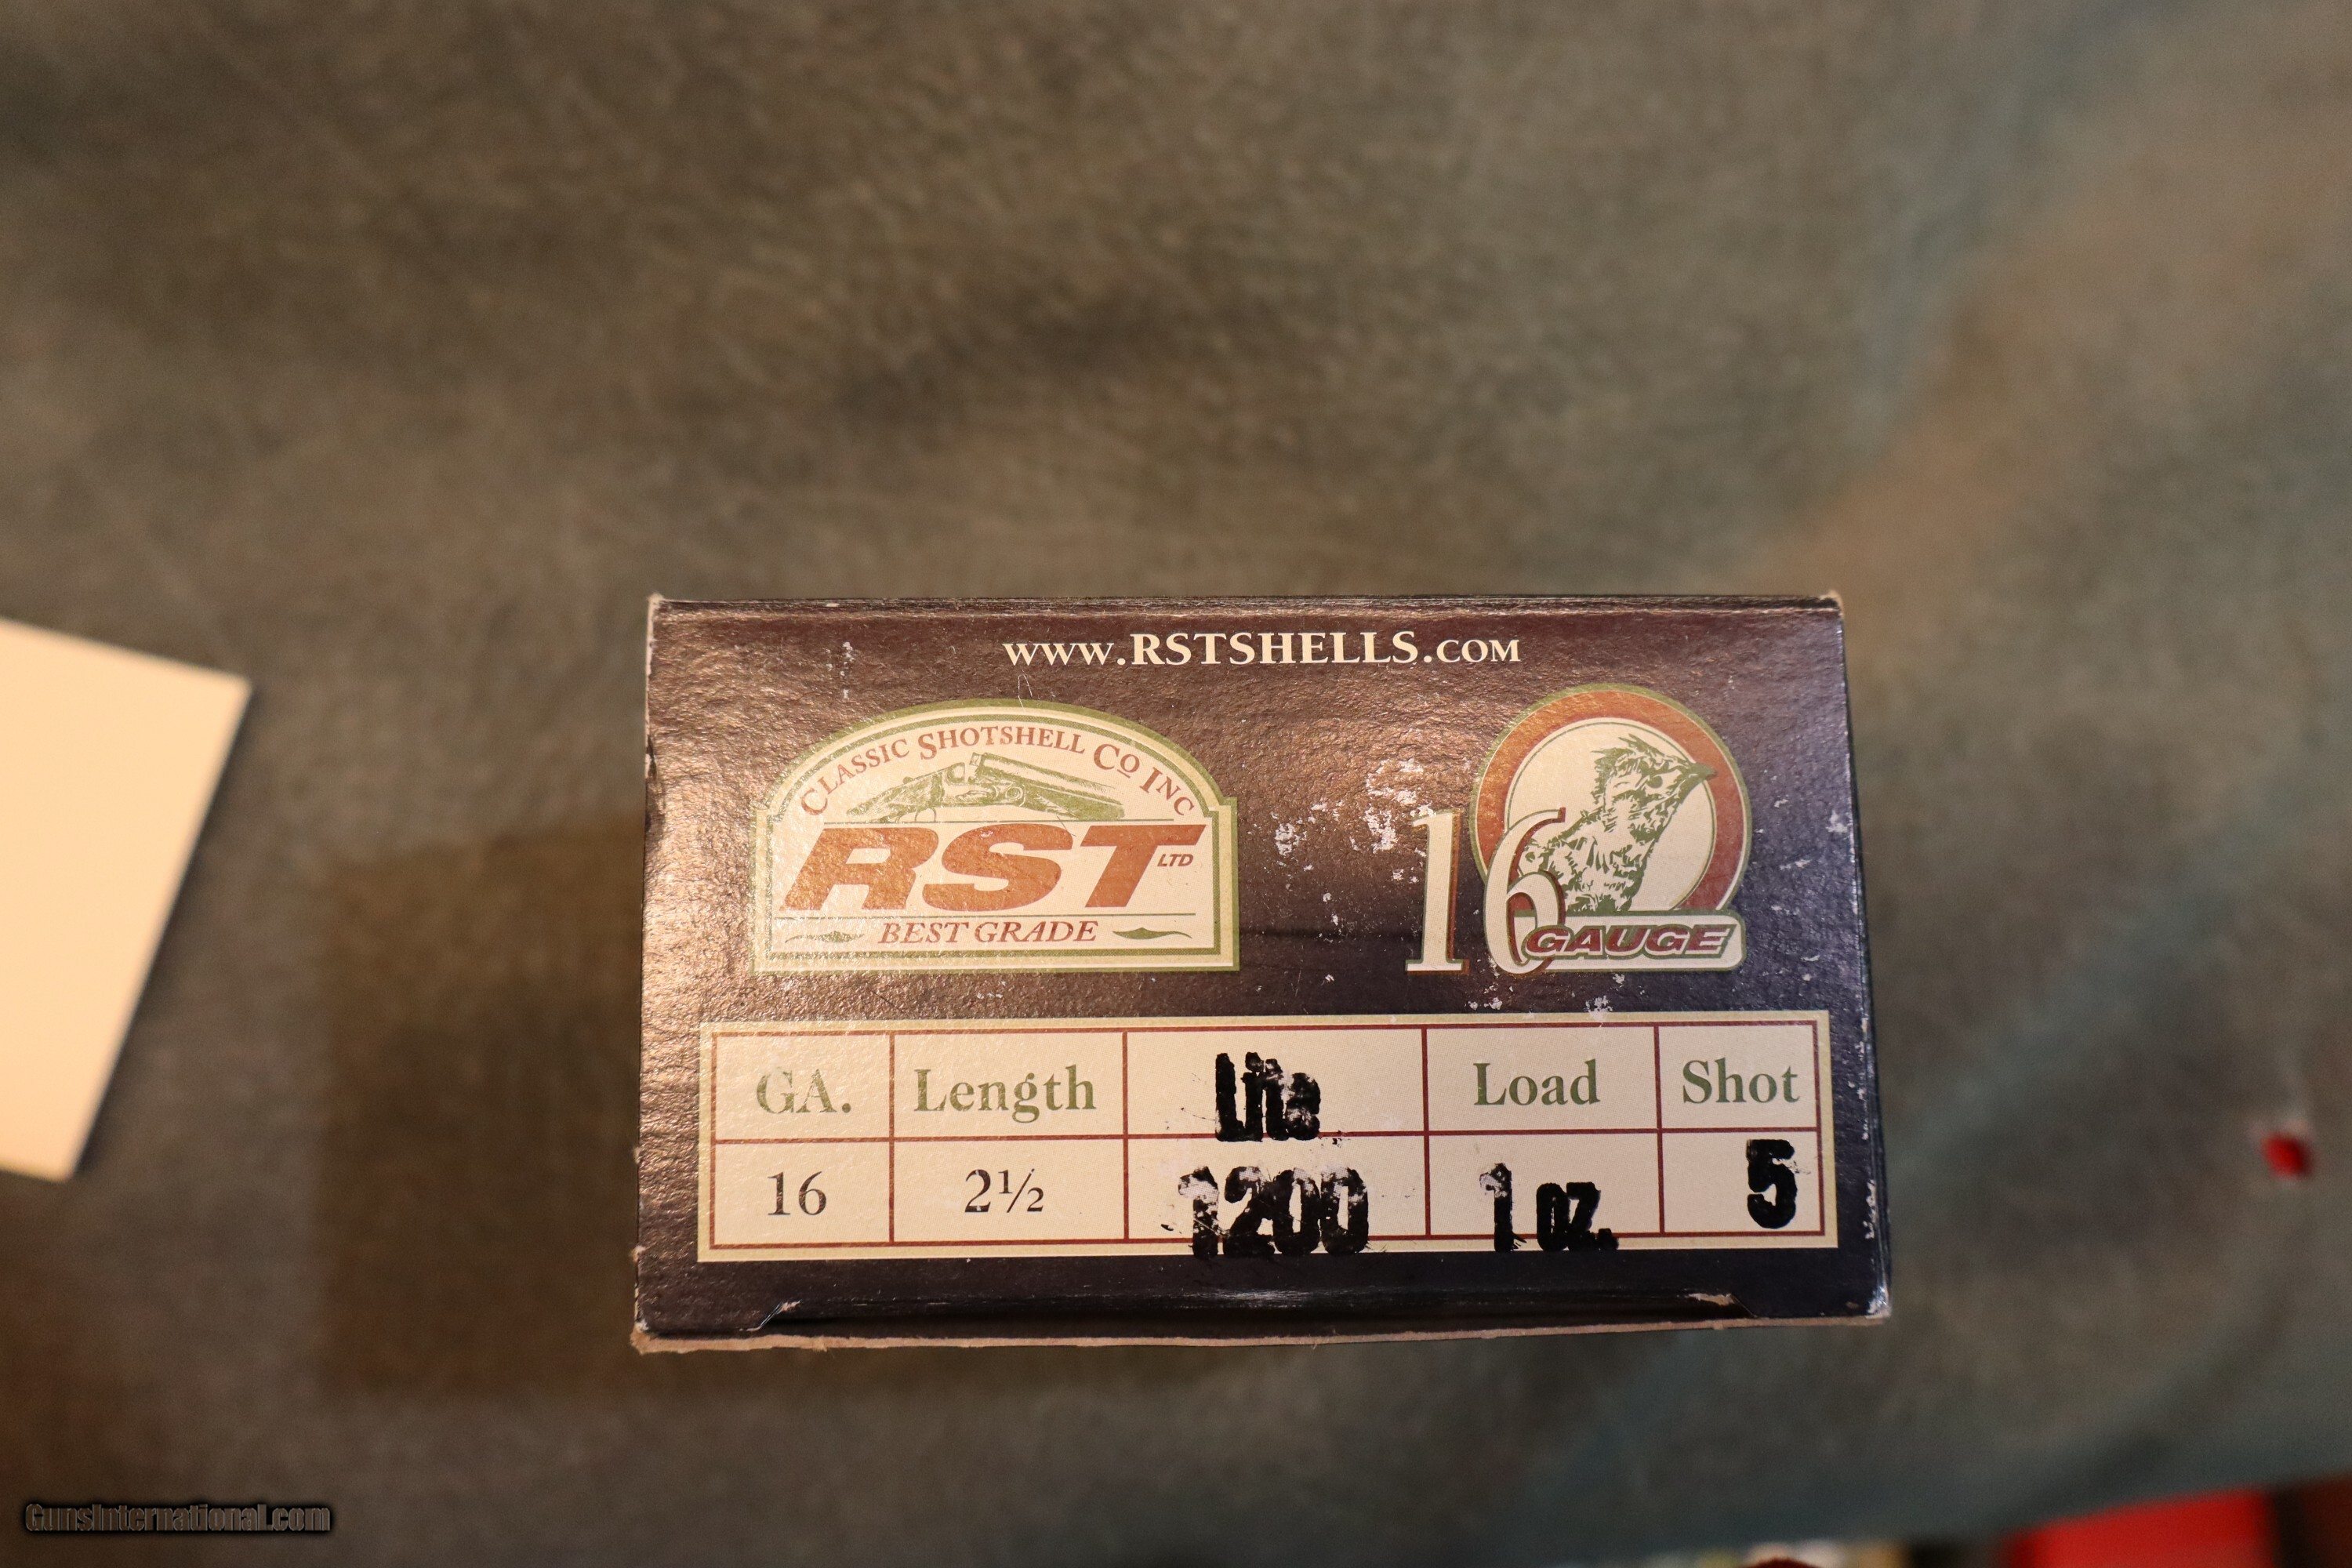 www.RSTSHELLS.com
Classic Shotshell Co Inc
RST LTD
BEST GRADE
16 GAUGE
GA. Length Lite Load Shot
16 2½ 1200 1 oz. 5
GunsInternational.com